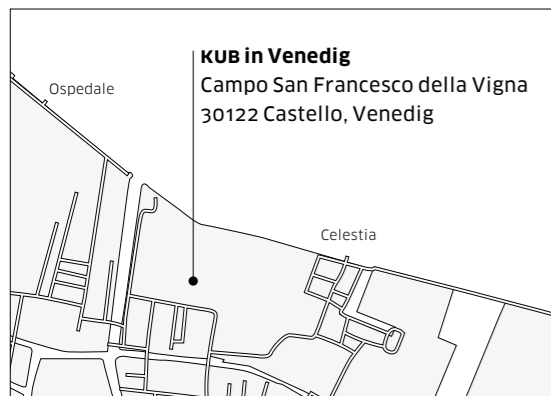 KUB in Venedig
Campo San Francesco della Vigna
30122 Castello, Venedig
Ospedale
Celestia